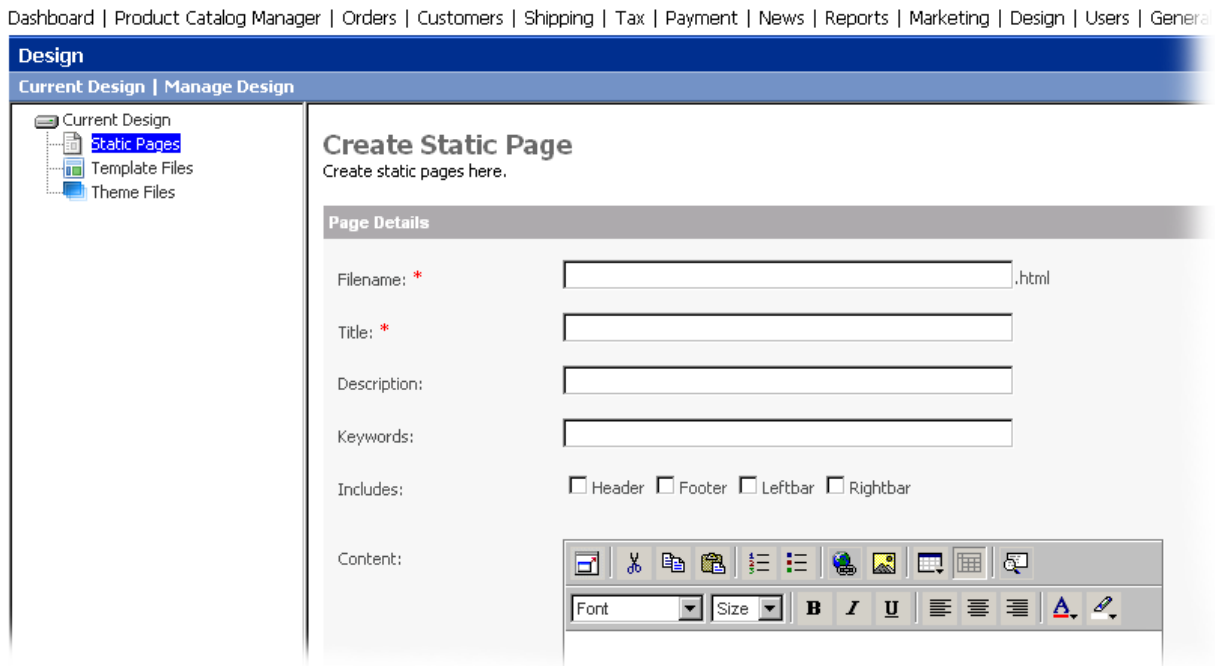 Dashboard | Product Catalog Manager | Orders | Customers | Shipping | Tax | Payment | News | Reports | Marketing | Design | Users | Genera
Design
Current Design | Manage Design
Current Design
Static Pages
Template Files
Theme Files
Create Static Page
Create static pages here.
Page Details
Filename: * .html
Title: *
Description:
Keywords:
Includes: Header Footer Leftbar Rightbar
Content:
Font Size B I U A